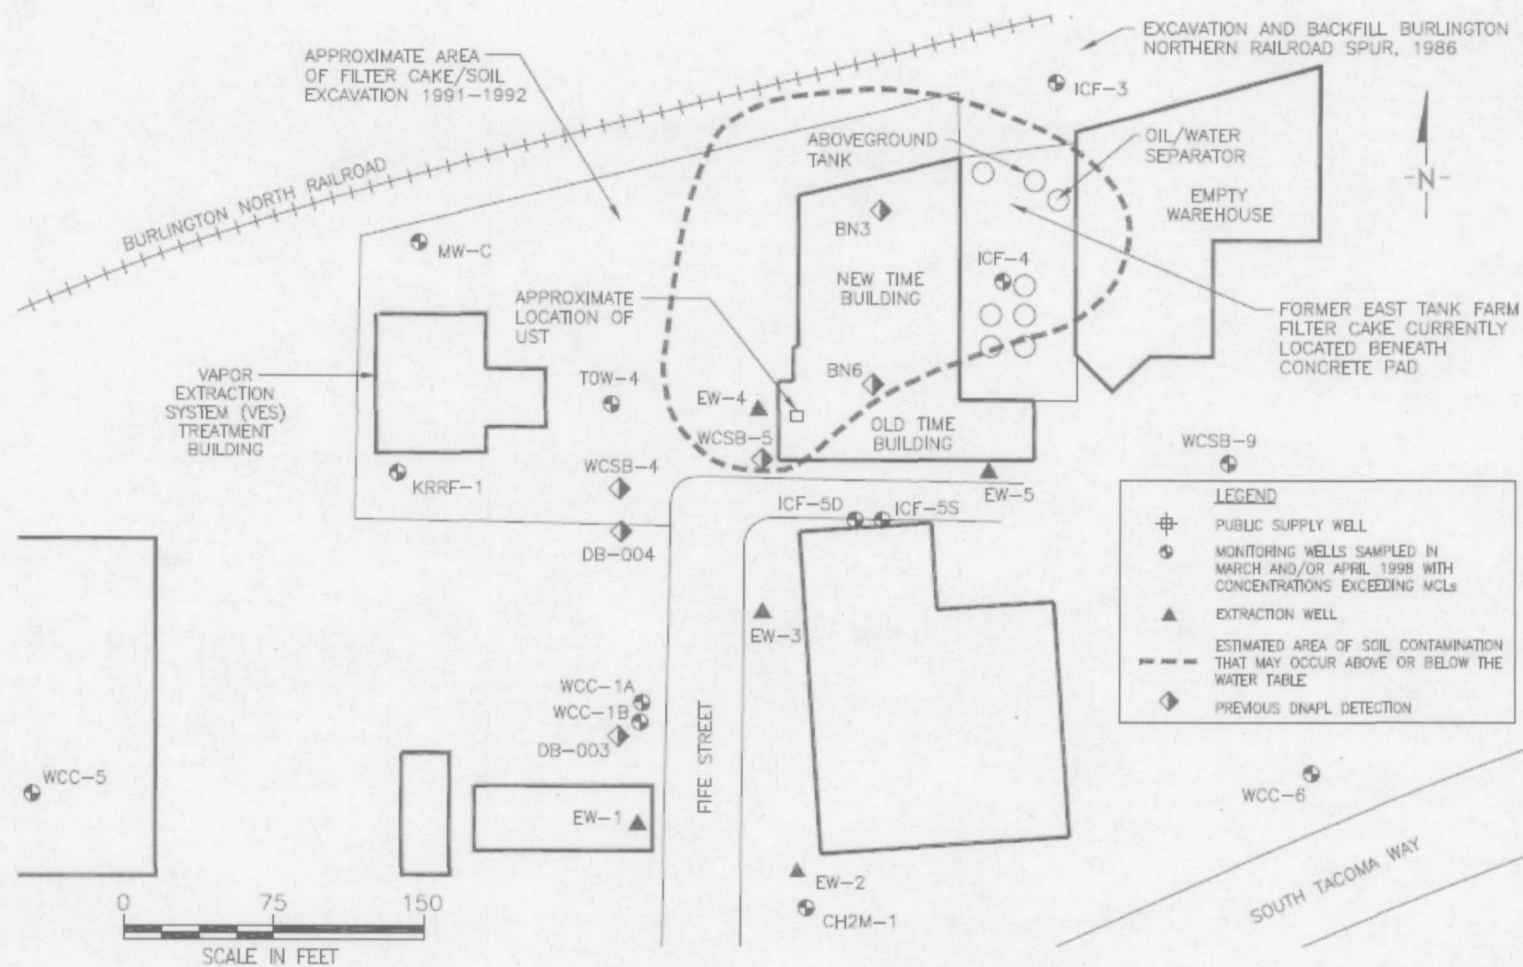 EXCAVATION AND BACKFILL BURLINGTON
NORTHERN RAILROAD SPUR, 1986
APPROXIMATE AREA
OF FILTER CAKE/SOIL
EXCAVATION 1991-1992
ICF-3
ABOVEGROUND
TANK
OIL/WATER
SEPARATOR
-N-
EMPTY
WAREHOUSE
BURLINGTON NORTH RAILROAD
MW-C
BN3
ICF-4
NEW TIME
BUILDING
APPROXIMATE
LOCATION OF
UST
FORMER EAST TANK FARM
FILTER CAKE CURRENTLY
LOCATED BENEATH
CONCRETE PAD
VAPOR
EXTRACTION
SYSTEM (VES)
TREATMENT
BUILDING
TOW-4
EW-4
BN6
OLD TIME
BUILDING
WCSB-5
WCSB-4
KRRF-1
DB-004
EW-5
WCSB-9
ICF-5D
ICF-5S
LEGEND
PUBLIC SUPPLY WELL
MONITORING WELLS SAMPLED IN
MARCH AND/OR APRIL 1998 WITH
CONCENTRATIONS EXCEEDING MCLs
EXTRACTION WELL
ESTIMATED AREA OF SOIL CONTAMINATION
THAT MAY OCCUR ABOVE OR BELOW THE
WATER TABLE
PREVIOUS DNAPL DETECTION
EW-3
WCC-1A
WCC-1B
DB-003
FIFE STREET
WCC-5
EW-1
WCC-6
EW-2
CH2M-1
SOUTH TACOMA WAY
0 75 150
SCALE IN FEET